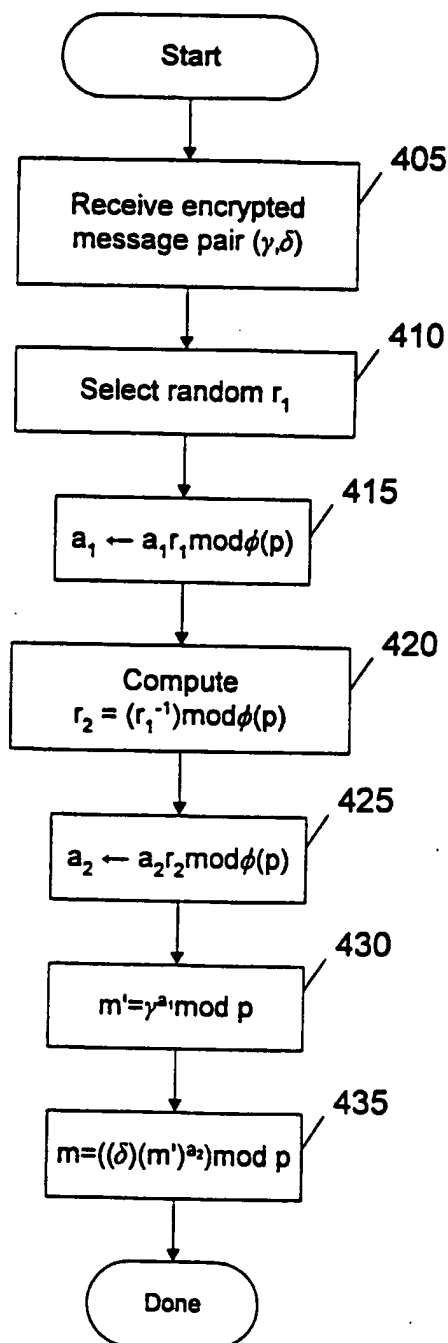 Start
405
Receive encrypted
message pair (γ,δ)
410
Select random r₁
415
a₁ ← a₁r₁modϕ(p)
420
Compute
r₂ = (r₁⁻¹)modϕ(p)
425
a₂ ← a₂r₂modϕ(p)
430
m'=γᵃ¹mod p
435
m=((δ)(m')ᵃ²)mod p
Done